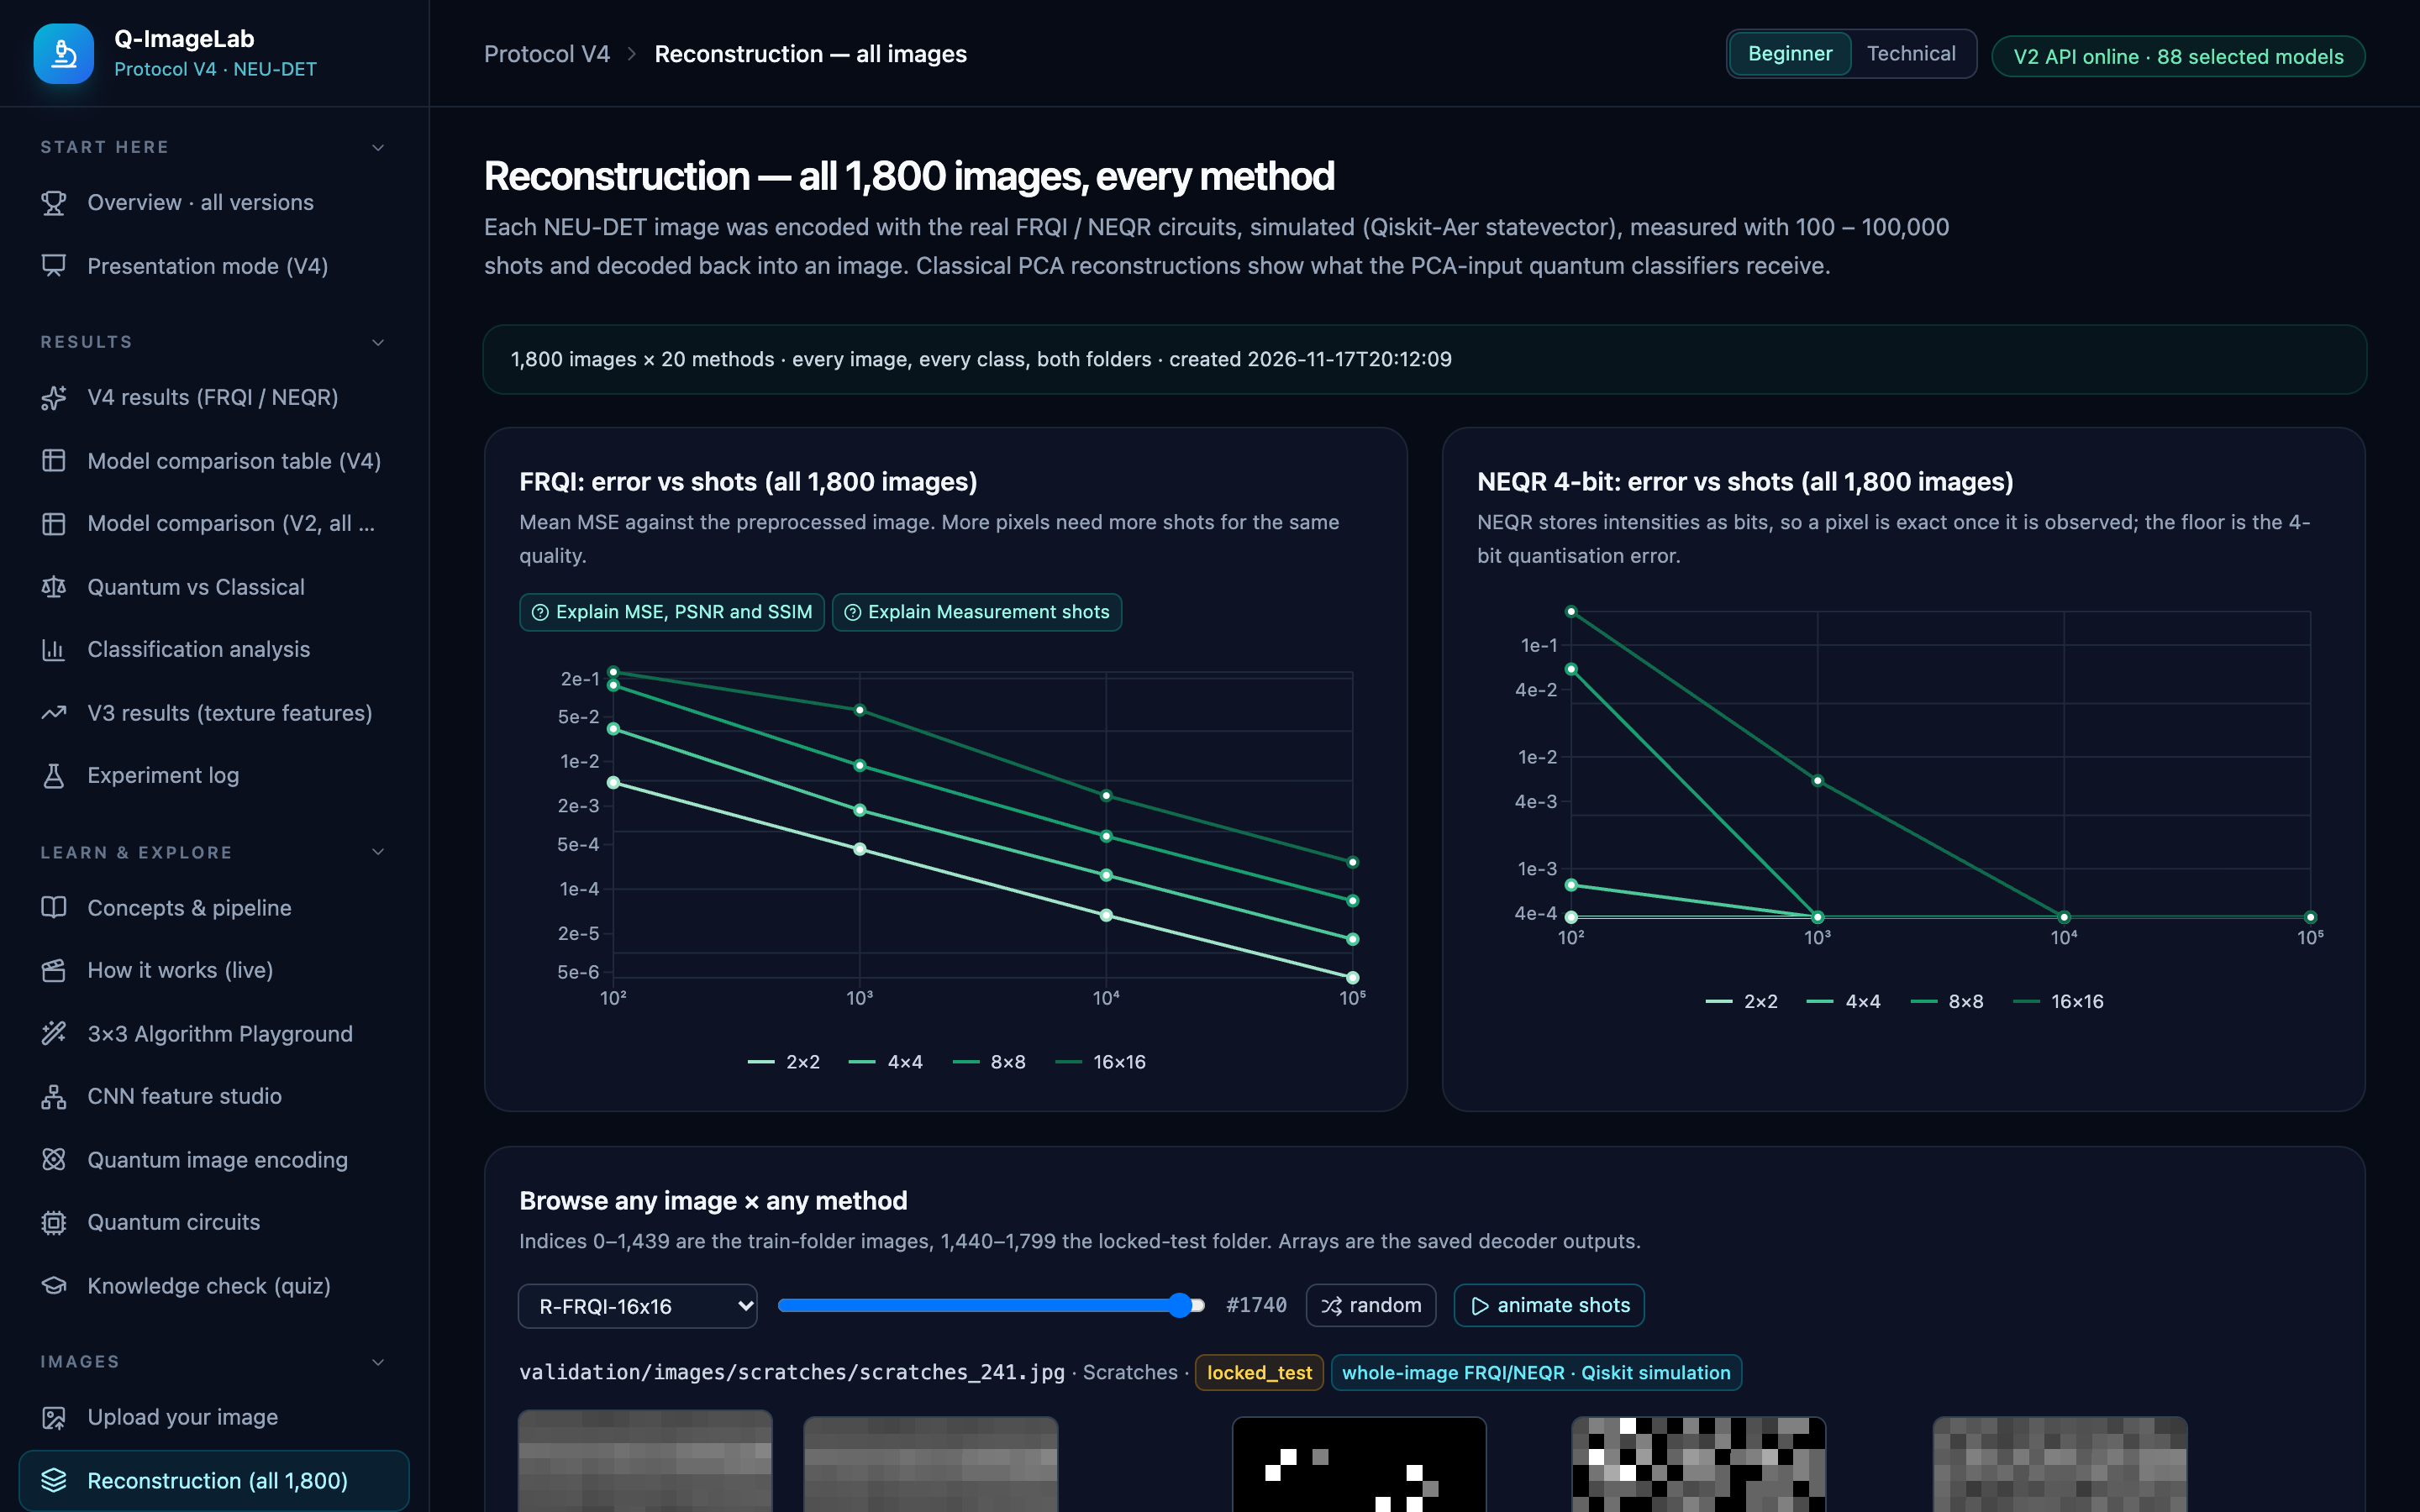 Q-ImageLab
Protocol V4 · NEU-DET
START HERE
Overview · all versions
Presentation mode (V4)
RESULTS
V4 results (FRQI / NEQR)
Model comparison table (V4)
Model comparison (V2, all ...
Quantum vs Classical
Classification analysis
V3 results (texture features)
Experiment log
LEARN & EXPLORE
Concepts & pipeline
How it works (live)
3×3 Algorithm Playground
CNN feature studio
Quantum image encoding
Quantum circuits
Knowledge check (quiz)
IMAGES
Upload your image
Reconstruction (all 1,800)
Protocol V4 > Reconstruction — all images
Beginner Technical
V2 API online · 88 selected models
Reconstruction — all 1,800 images, every method
Each NEU-DET image was encoded with the real FRQI / NEQR circuits, simulated (Qiskit-Aer statevector), measured with 100 – 100,000
shots and decoded back into an image. Classical PCA reconstructions show what the PCA-input quantum classifiers receive.
1,800 images × 20 methods · every image, every class, both folders · created 2026-11-17T20:12:09
FRQI: error vs shots (all 1,800 images)
Mean MSE against the preprocessed image. More pixels need more shots for the same
quality.
Explain MSE, PSNR and SSIM
Explain Measurement shots
2e-1
5e-2
1e-2
2e-3
5e-4
1e-4
2e-5
5e-6
10² 10³ 10⁴ 10⁵
2×2 4×4 8×8 16×16
NEQR 4-bit: error vs shots (all 1,800 images)
NEQR stores intensities as bits, so a pixel is exact once it is observed; the floor is the 4-
bit quantisation error.
1e-1
4e-2
1e-2
4e-3
1e-3
4e-4
10² 10³ 10⁴ 10⁵
2×2 4×4 8×8 16×16
Browse any image × any method
Indices 0–1,439 are the train-folder images, 1,440–1,799 the locked-test folder. Arrays are the saved decoder outputs.
R-FRQI-16x16
#1740
random
animate shots
validation/images/scratches/scratches_241.jpg · Scratches · locked_test whole-image FRQI/NEQR · Qiskit simulation